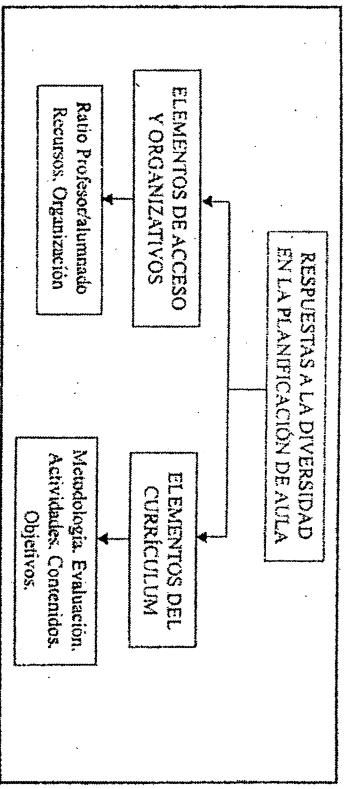 RESPUESTAS A LA DIVERSIDAD
EN LA PLANIFICACIÓN DE AULA
ELEMENTOS DE ACCESO
Y ORGANIZATIVOS
Ratio Profesor/alumnado
Recursos. Organización
ELEMENTOS DEL
CURRÍCULUM
Metodología. Evaluación.
Actividades. Contenidos.
Objetivos.